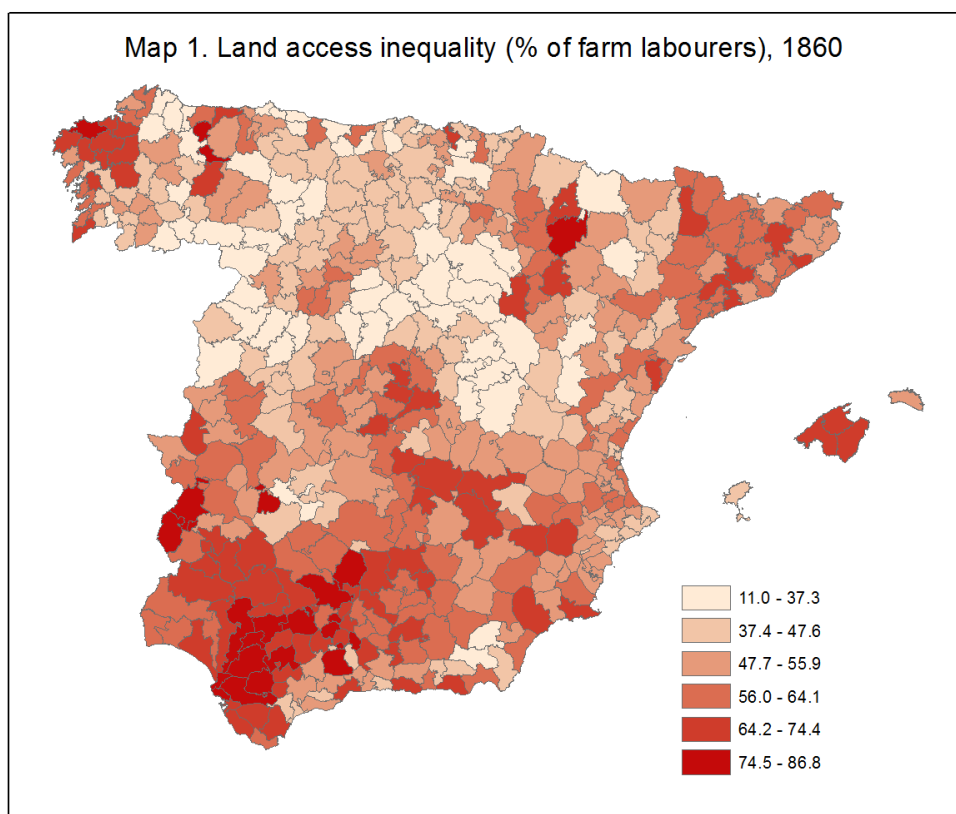 Map 1. Land access inequality (% of farm labourers), 1860
11.0 - 37.3
37.4 - 47.6
47.7 - 55.9
56.0 - 64.1
64.2 - 74.4
74.5 - 86.8